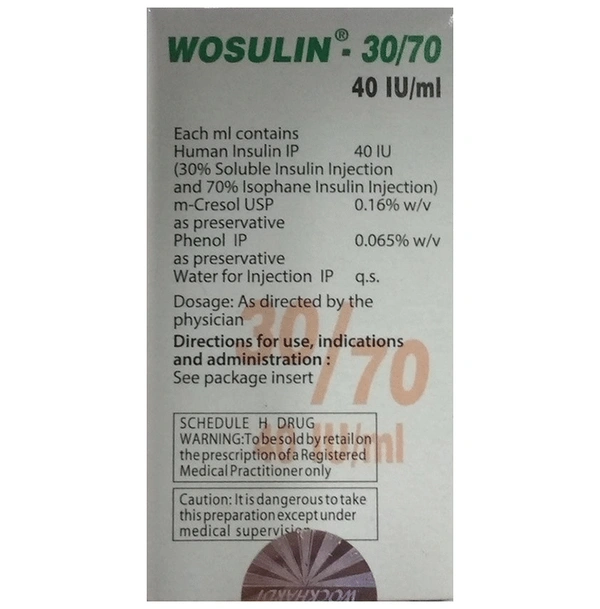 WOSULIN® - 30/70
40 IU/ml
Each ml contains
Human Insulin IP 40 IU
(30% Soluble Insulin Injection
and 70% Isophane Insulin Injection)
m-Cresol USP 0.16% w/v
as preservative
Phenol IP 0.065% w/v
as preservative
Water for Injection IP q.s.
Dosage: As directed by the
physician
30/70
Directions for use, indications
and administration :
See package insert
40 IU/ml
SCHEDULE H DRUG
WARNING:To be sold by retail on
the prescription of a Registered
Medical Practitioner only
Caution: It is dangerous to take
this preparation except under
medical supervision
WOCKHARDT